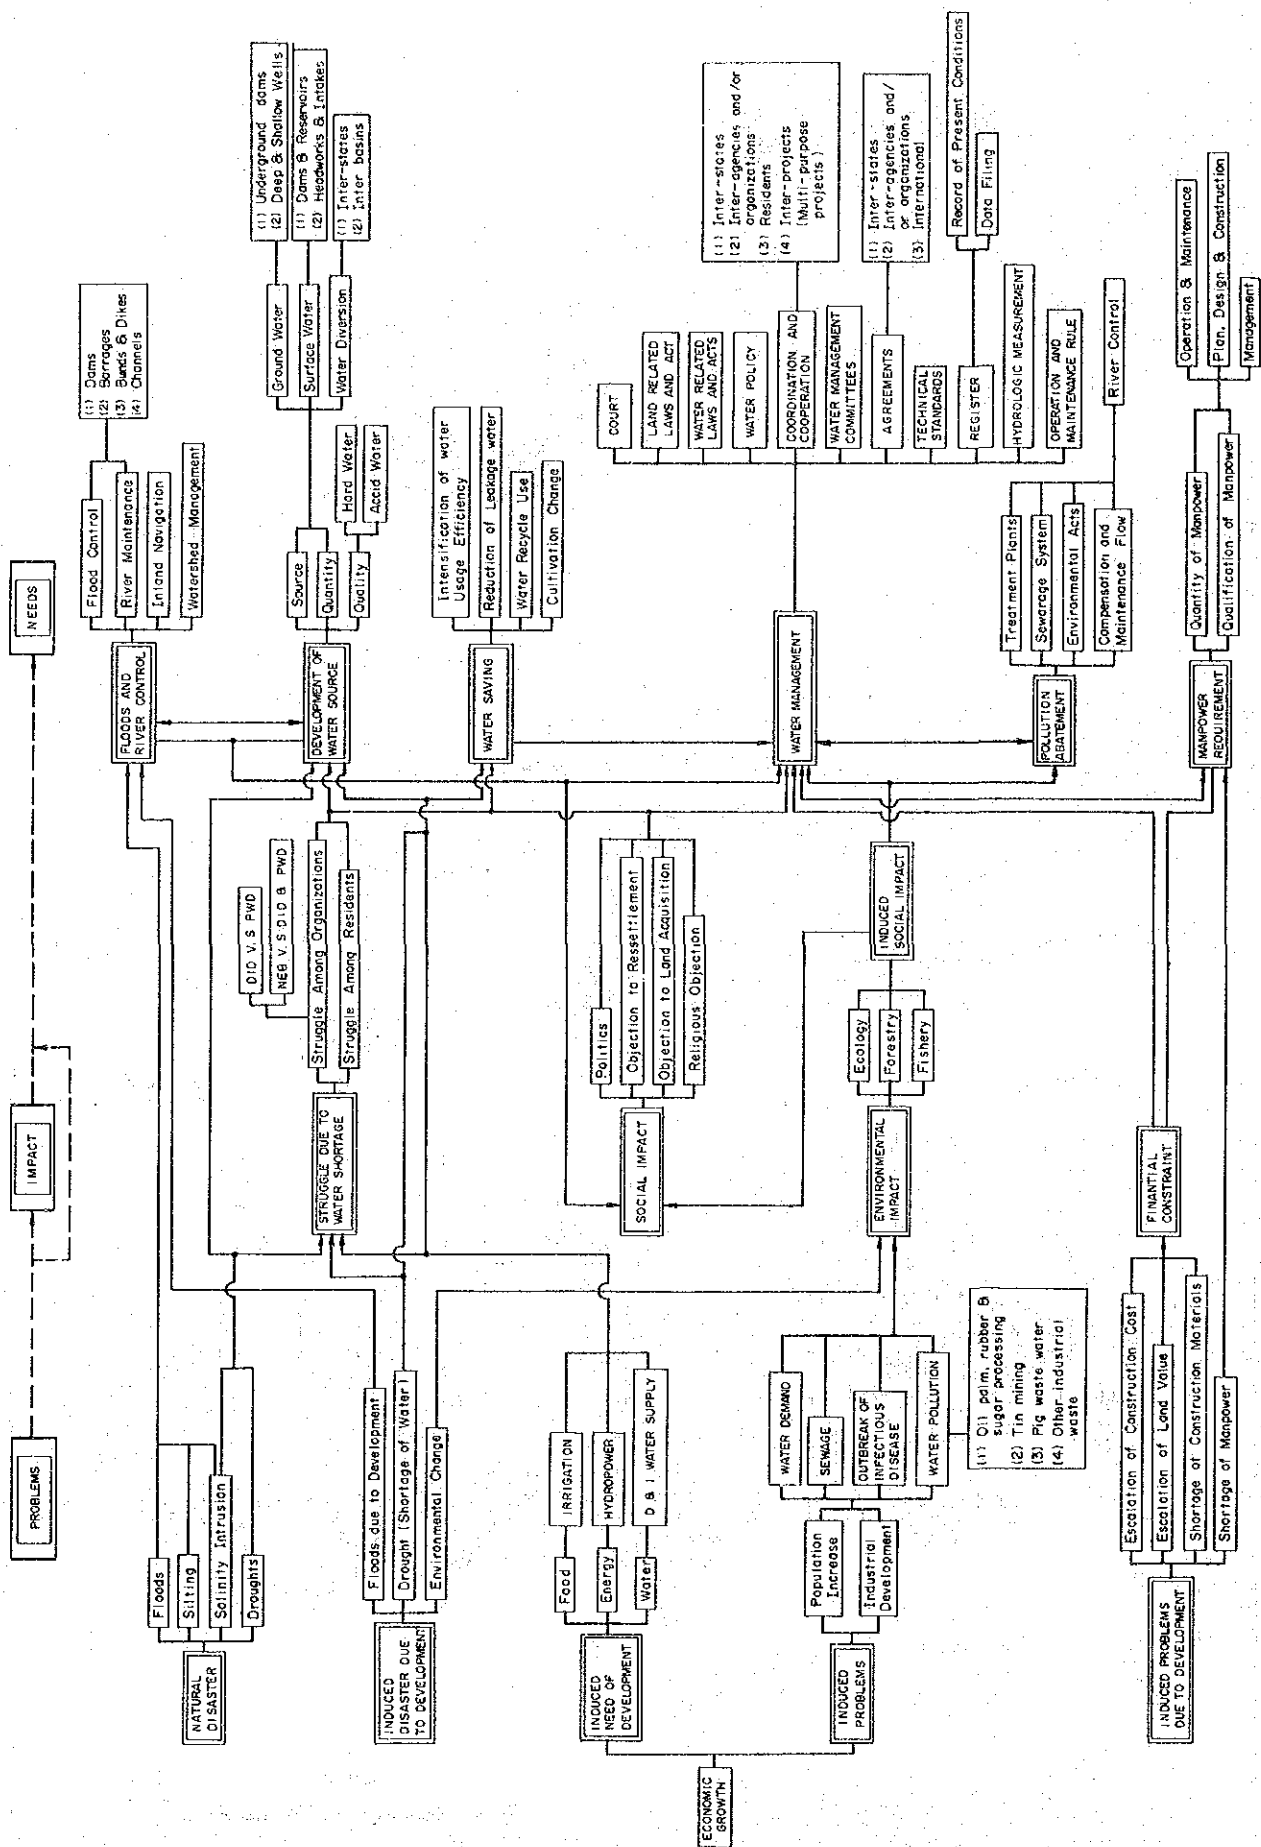 PROBLEMS
IMPACT
NEEDS
NATURAL
DISASTER
Floods
Silting
Salinity Intrusion
Droughts
INDUCED
DISASTER DUE
TO DEVELOPMENT
Floods due to Development
Drought (Shortage of Water)
Environmental Change
ECONOMIC
GROWTH
INDUCED
NEED OF
DEVELOPMENT
Food
Energy
Water
IRRIGATION
HYDROPOWER
D & I WATER SUPPLY
INDUCED
PROBLEMS
Population
Increase
Industrial
Development
WATER DEMAND
SEWAGE
OUTBREAK OF
INFECTIOUS
DISEASE
WATER POLLUTION
(1) Oil palm, rubber &
sugar processing
(2) Tin mining
(3) Pig waste water
(4) Other industrial
waste
INDUCED PROBLEMS
DUE TO DEVELOPMENT
Escalation of Construction Cost
Escalation of Land Value
Shortage of Construction Materials
Shortage of Manpower
STRUGGLE DUE TO
WATER SHORTAGE
DID V.S PWD
NEB V.S DID & PWD
Struggle Among Organizations
Struggle Among Residents
SOCIAL IMPACT
Politics
Objection to Ressettlement
Objection to Land Acquisition
Religious Objection
ENVIRONMENTAL
IMPACT
Ecology
Forestry
Fishery
INDUCED
SOCIAL IMPACT
FINANTIAL
CONSTRAINT
FLOODS AND
RIVER CONTROL
Flood Control
River Maintenance
Inland Navigation
Watershed Management
(1) Dams
(2) Barrages
(3) Bunds & Dikes
(4) Channels
DEVELOPMENT OF
WATER SOURCE
Source
Quantity
Quality
Ground Water
Surface Water
Water Diversion
Hard Water
Accid Water
(1) Underground dams
(2) Deep & Shallow Wells
(1) Dams & Reservoirs
(2) Headworks & Intakes
(1) Inter-states
(2) Inter basins
WATER SAVING
Intensification of water
Usage Efficiency
Reduction of Leakage water
Water Recycle Use
Cultivation Change
WATER MANAGEMENT
COURT
LAND RELATED
LAWS AND ACT
WATER RELATED
LAWS AND ACTS
WATER POLICY
COORDINATION AND
COOPERATION
WATER MANAGEMENT
COMMITTEES
AGREEMENTS
TECHNICAL
STANDARDS
REGISTER
HYDROLOGIC MEASUREMENT
OPERATION AND
MAINTENANCE RULE
(1) Inter-states
(2) Inter-agencies and/or
organizations
(3) Residents
(4) Inter-projects
(Multi-purpose
projects)
(1) Inter-states
(2) Inter-agencies and/
or organizations
(3) International
Record of Present Conditions
Data Filing
POLLUTION
ABATEMENT
Treatment Plants
Sewarage System
Environmental Acts
Compensation and
Maintenance Flow
River Control
MANPOWER
REQUIREMENT
Quantity of Manpower
Qualification of Manpower
Operation & Maintenance
Plan, Design & Construction
Management